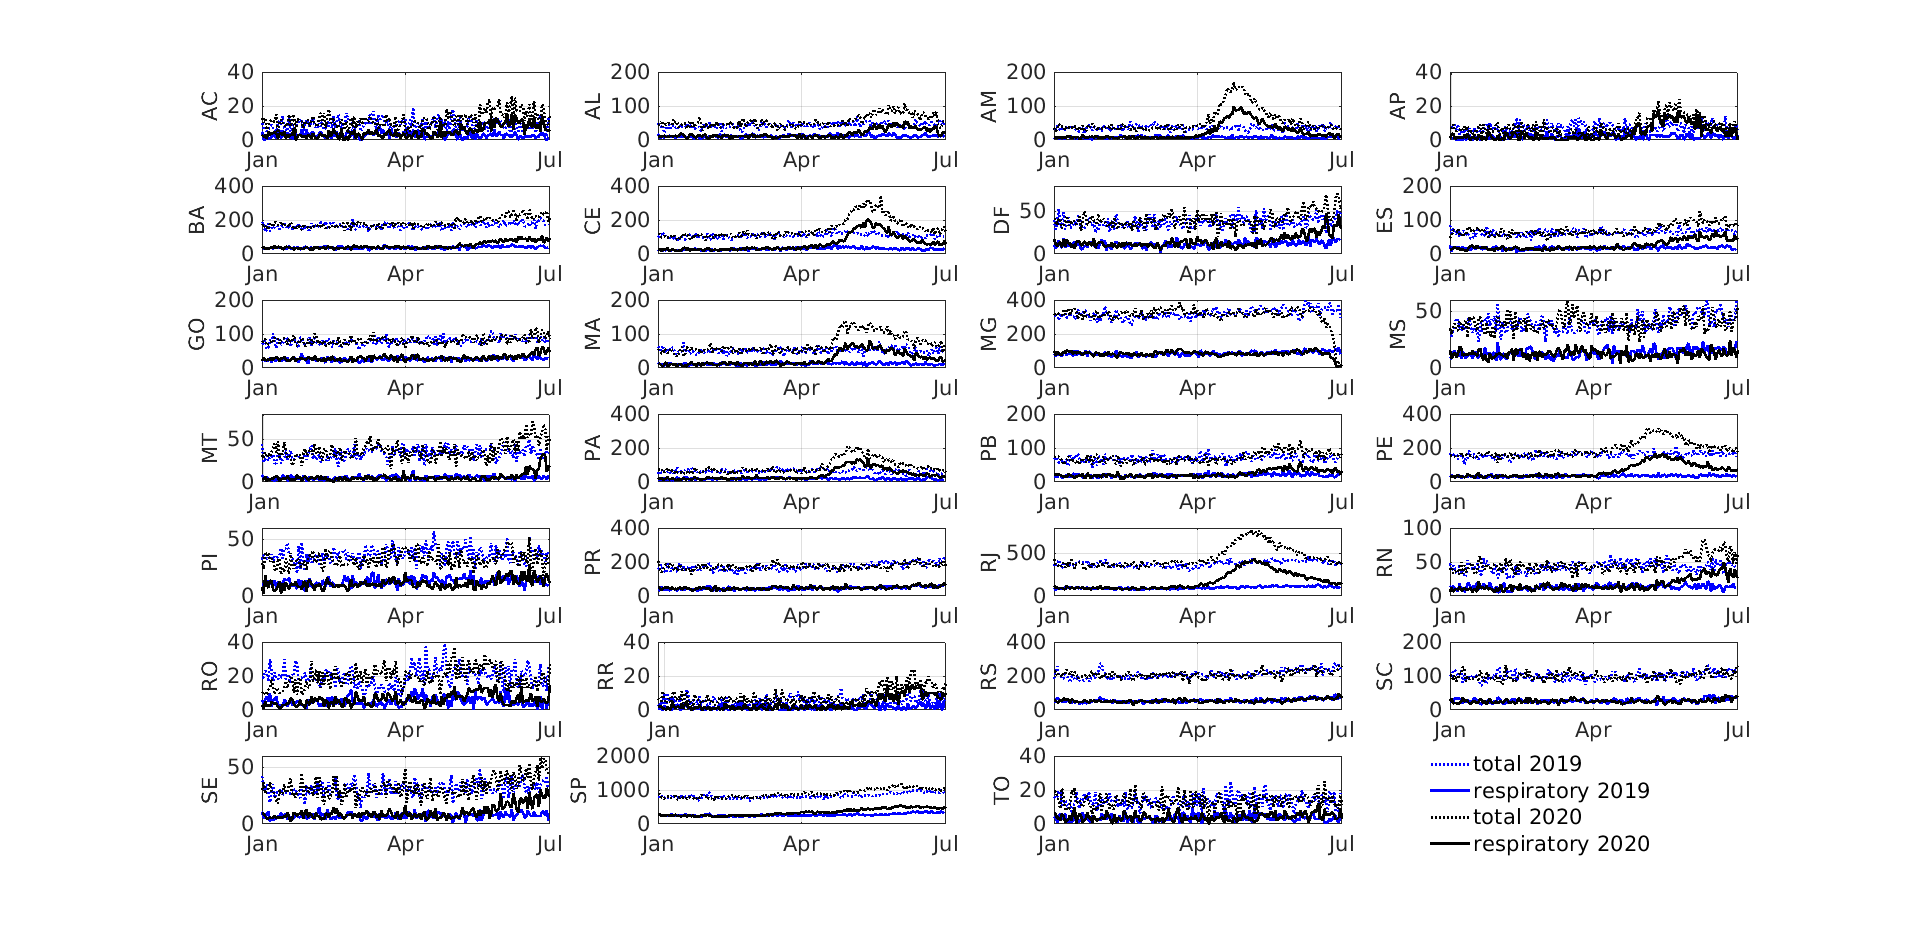 40 200 200 40
20 100 100 20
0 0 0 0
AC AL AM AP
Jan Apr Jul Jan Apr Jul Jan Apr Jul Jan
400 400 50 200
200 200 100
0 0 0 0
BA CE DF ES
Jan Apr Jul Jan Apr Jul Jan Apr Jul Jan Apr Jul
200 200 400 50
100 100 200
0 0 0 0
GO MA MG MS
Jan Apr Jul Jan Apr Jul Jan Apr Jul Jan Apr Jul
50 400 200 400
200 100 200
0 0 0 0
MT PA PB PE
Jan Jan Apr Jul Jan Apr Jul Jan Apr Jul
50 400 500 100
200 50
0 0 0 0
PI PR RJ RN
Jan Apr Jul Jan Apr Jul Jan Apr Jul Jan Apr Jul
40 40 400 200
20 20 200 100
0 0 0 0
RO RR RS SC
Jan Apr Jul Jan Jan Apr Jul Jan Apr Jul
50 2000 40
1000 20
0 0 0
SE SP TO
Jan Apr Jul Jan Apr Jul Jan Apr Jul
total 2019
respiratory 2019
total 2020
respiratory 2020